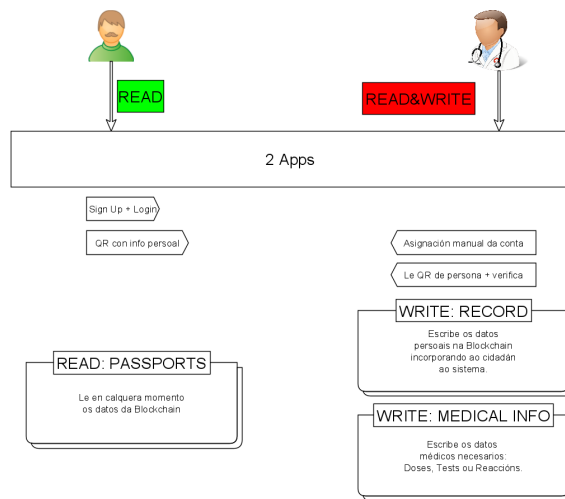 READ
READ&WRITE
2 Apps
Sign Up + Login
QR con info persoal
Asignación manual da conta
Le QR de persona + verifica
WRITE: RECORD
Escribe os datos
persoais na Blockchain
incorporando ao cidadán
ao sistema.
READ: PASSPORTS
Le en calquera momento
os datos da Blockchain
WRITE: MEDICAL INFO
Escribe os datos
médicos necesarios:
Doses, Tests ou Reaccións.